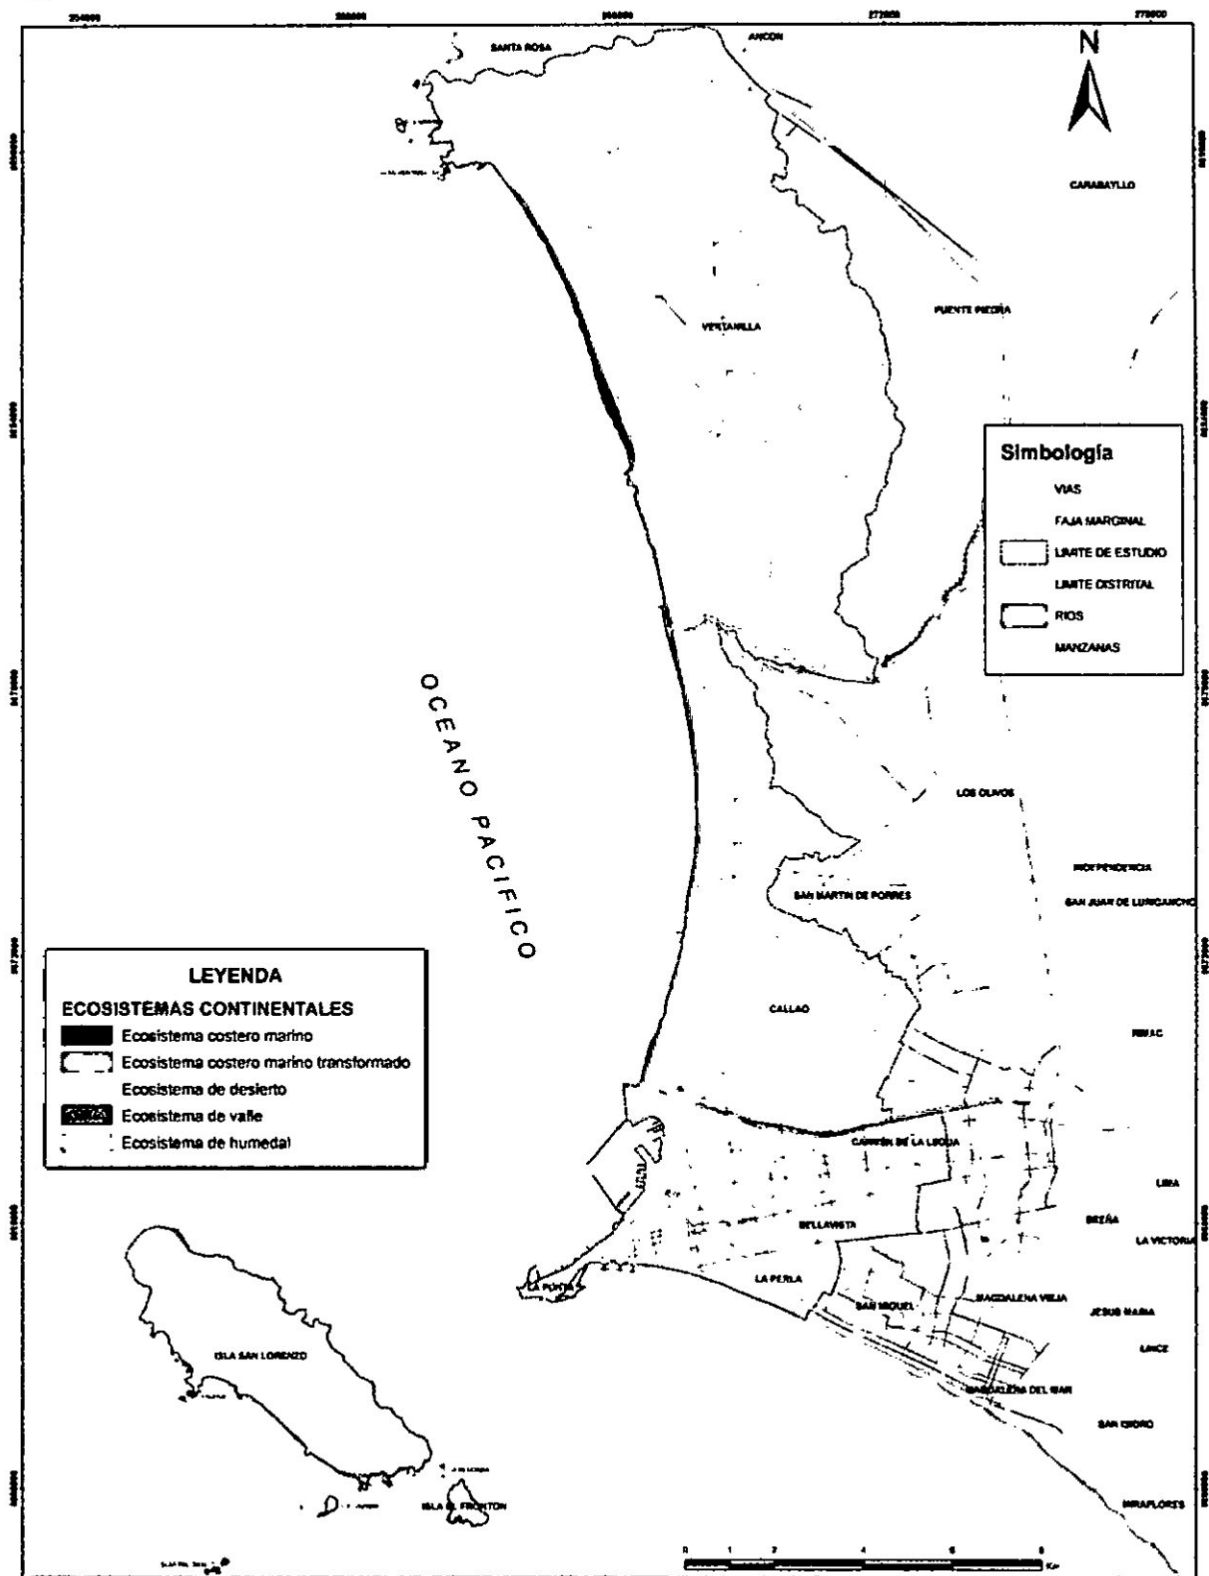 SANTA ROSA
ANCON
N
CARABAYLLO
PUENTE PIEDRA
VENTANILLA
Simbología
VIAS
FAJA MARGINAL
LIMITE DE ESTUDIO
LIMITE DISTRITAL
RIOS
MANZANAS
OCEANO PACIFICO
LOS OLIVOS
INDEPENDENCIA
SAN MARTIN DE PORRES
SAN JUAN DE LURIGANCHO
LEYENDA
ECOSISTEMAS CONTINENTALES
Ecosistema costero marino
Ecosistema costero marino transformado
Ecosistema de desierto
Ecosistema de valle
Ecosistema de humedal
CALLAO
RIMAC
CARMEN DE LA LEGUA
LIMA
BREÑA
BELLAVISTA
LA VICTORIA
LA PERLA
LA PUNTA
SAN MIGUEL
MAGDALENA VIEJA
JESUS MARIA
LINCE
ISLA SAN LORENZO
MAGDALENA DEL MAR
SAN ISIDRO
ISLA EL FRONTON
MIRAFLORES
0 1 2 4 6 8
Km